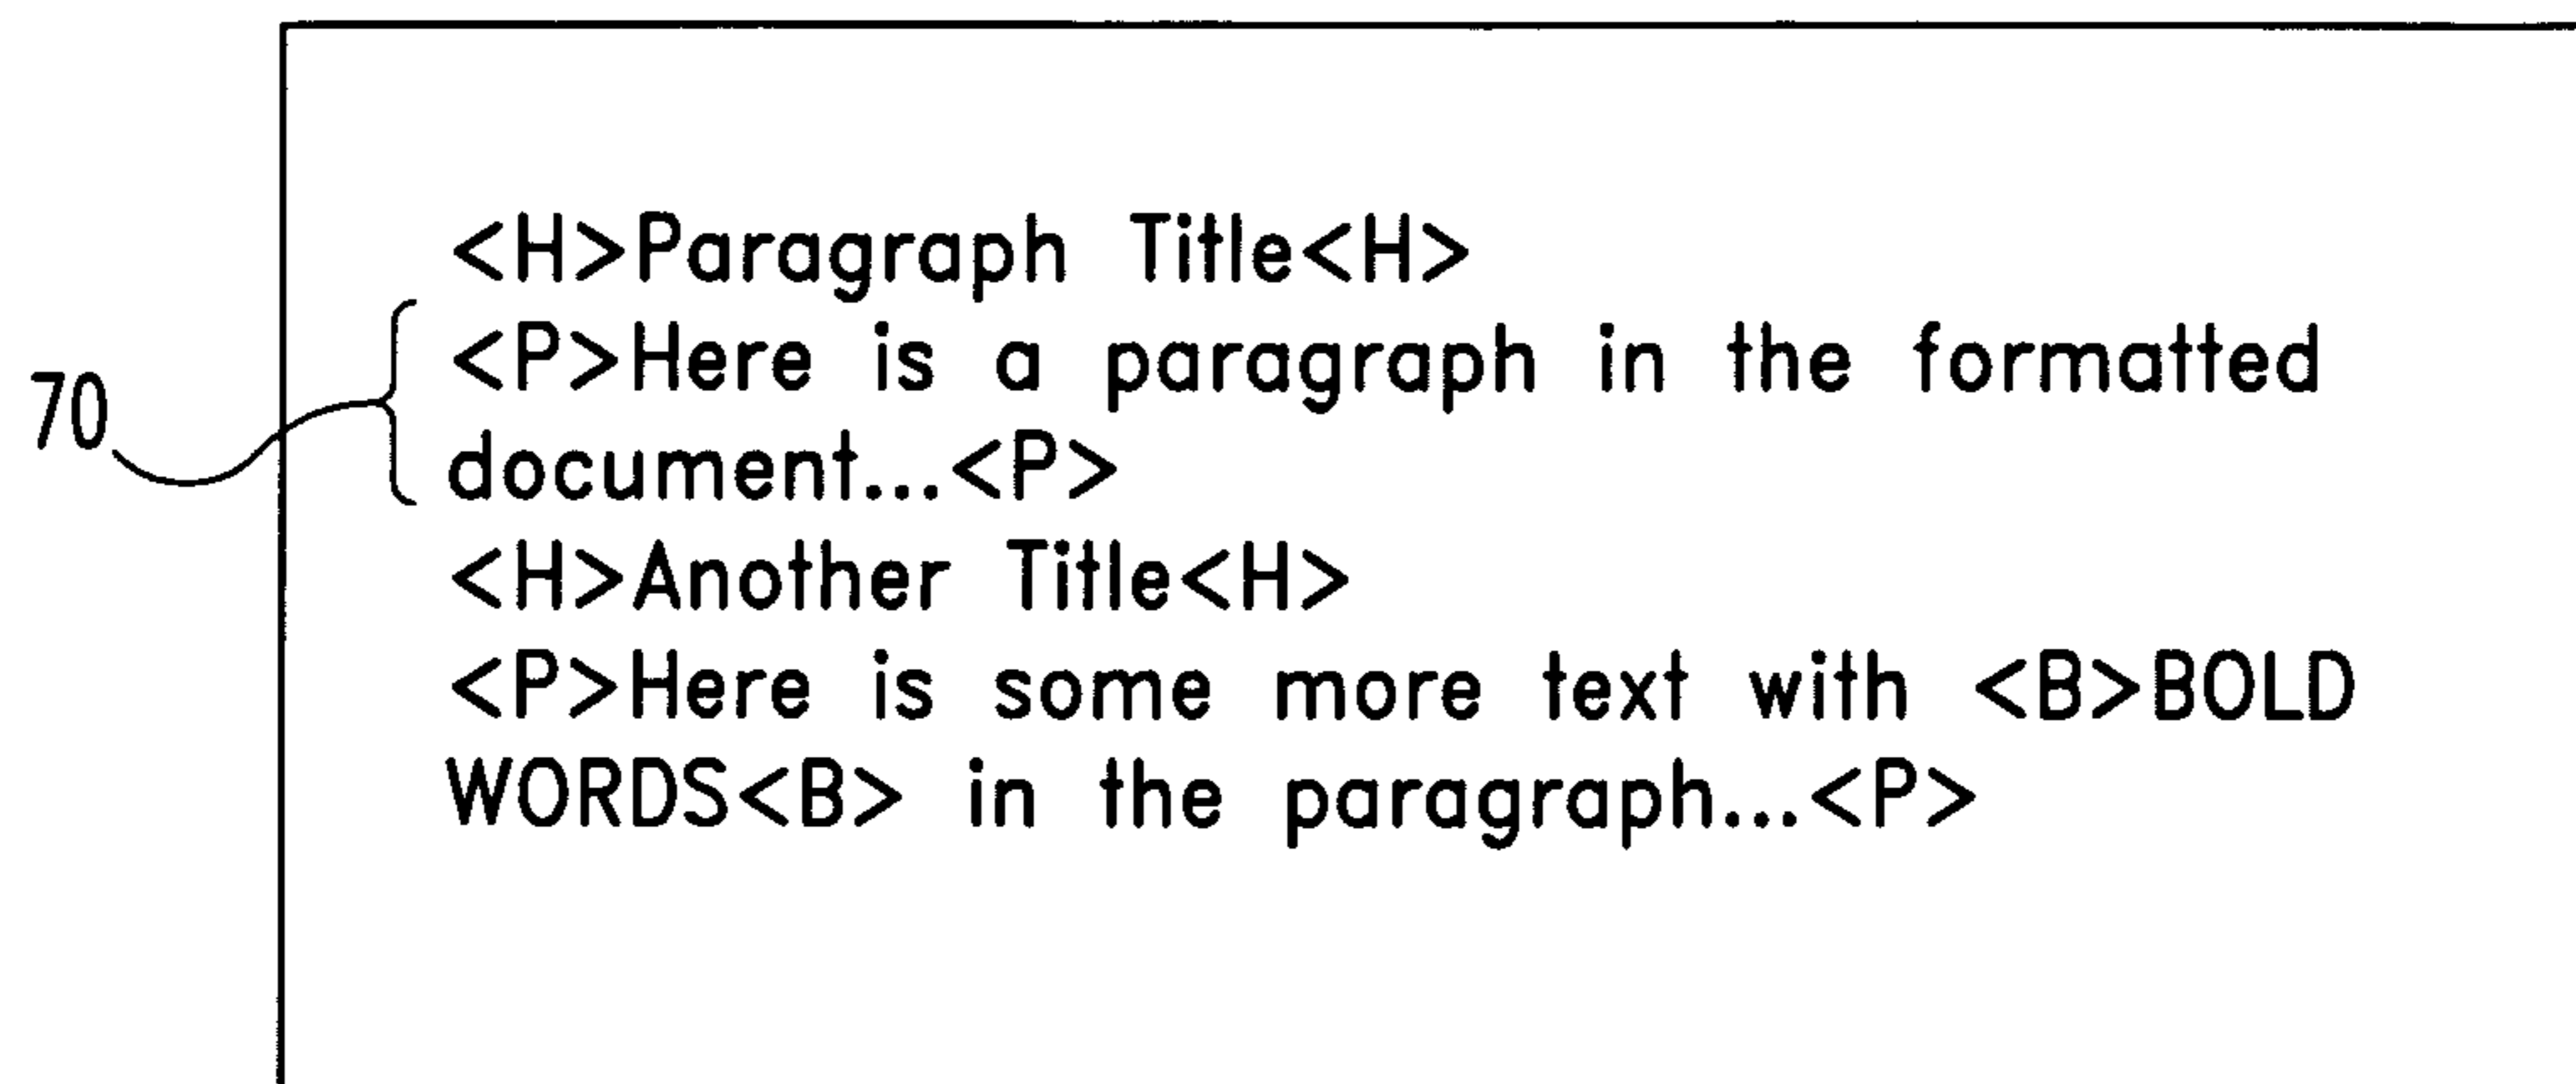 <H>Paragraph Title<H>
<P>Here is a paragraph in the formatted
70
document...<P>
<H>Another Title<H>
<P>Here is some more text with <B>BOLD
WORDS<B> in the paragraph...<P>